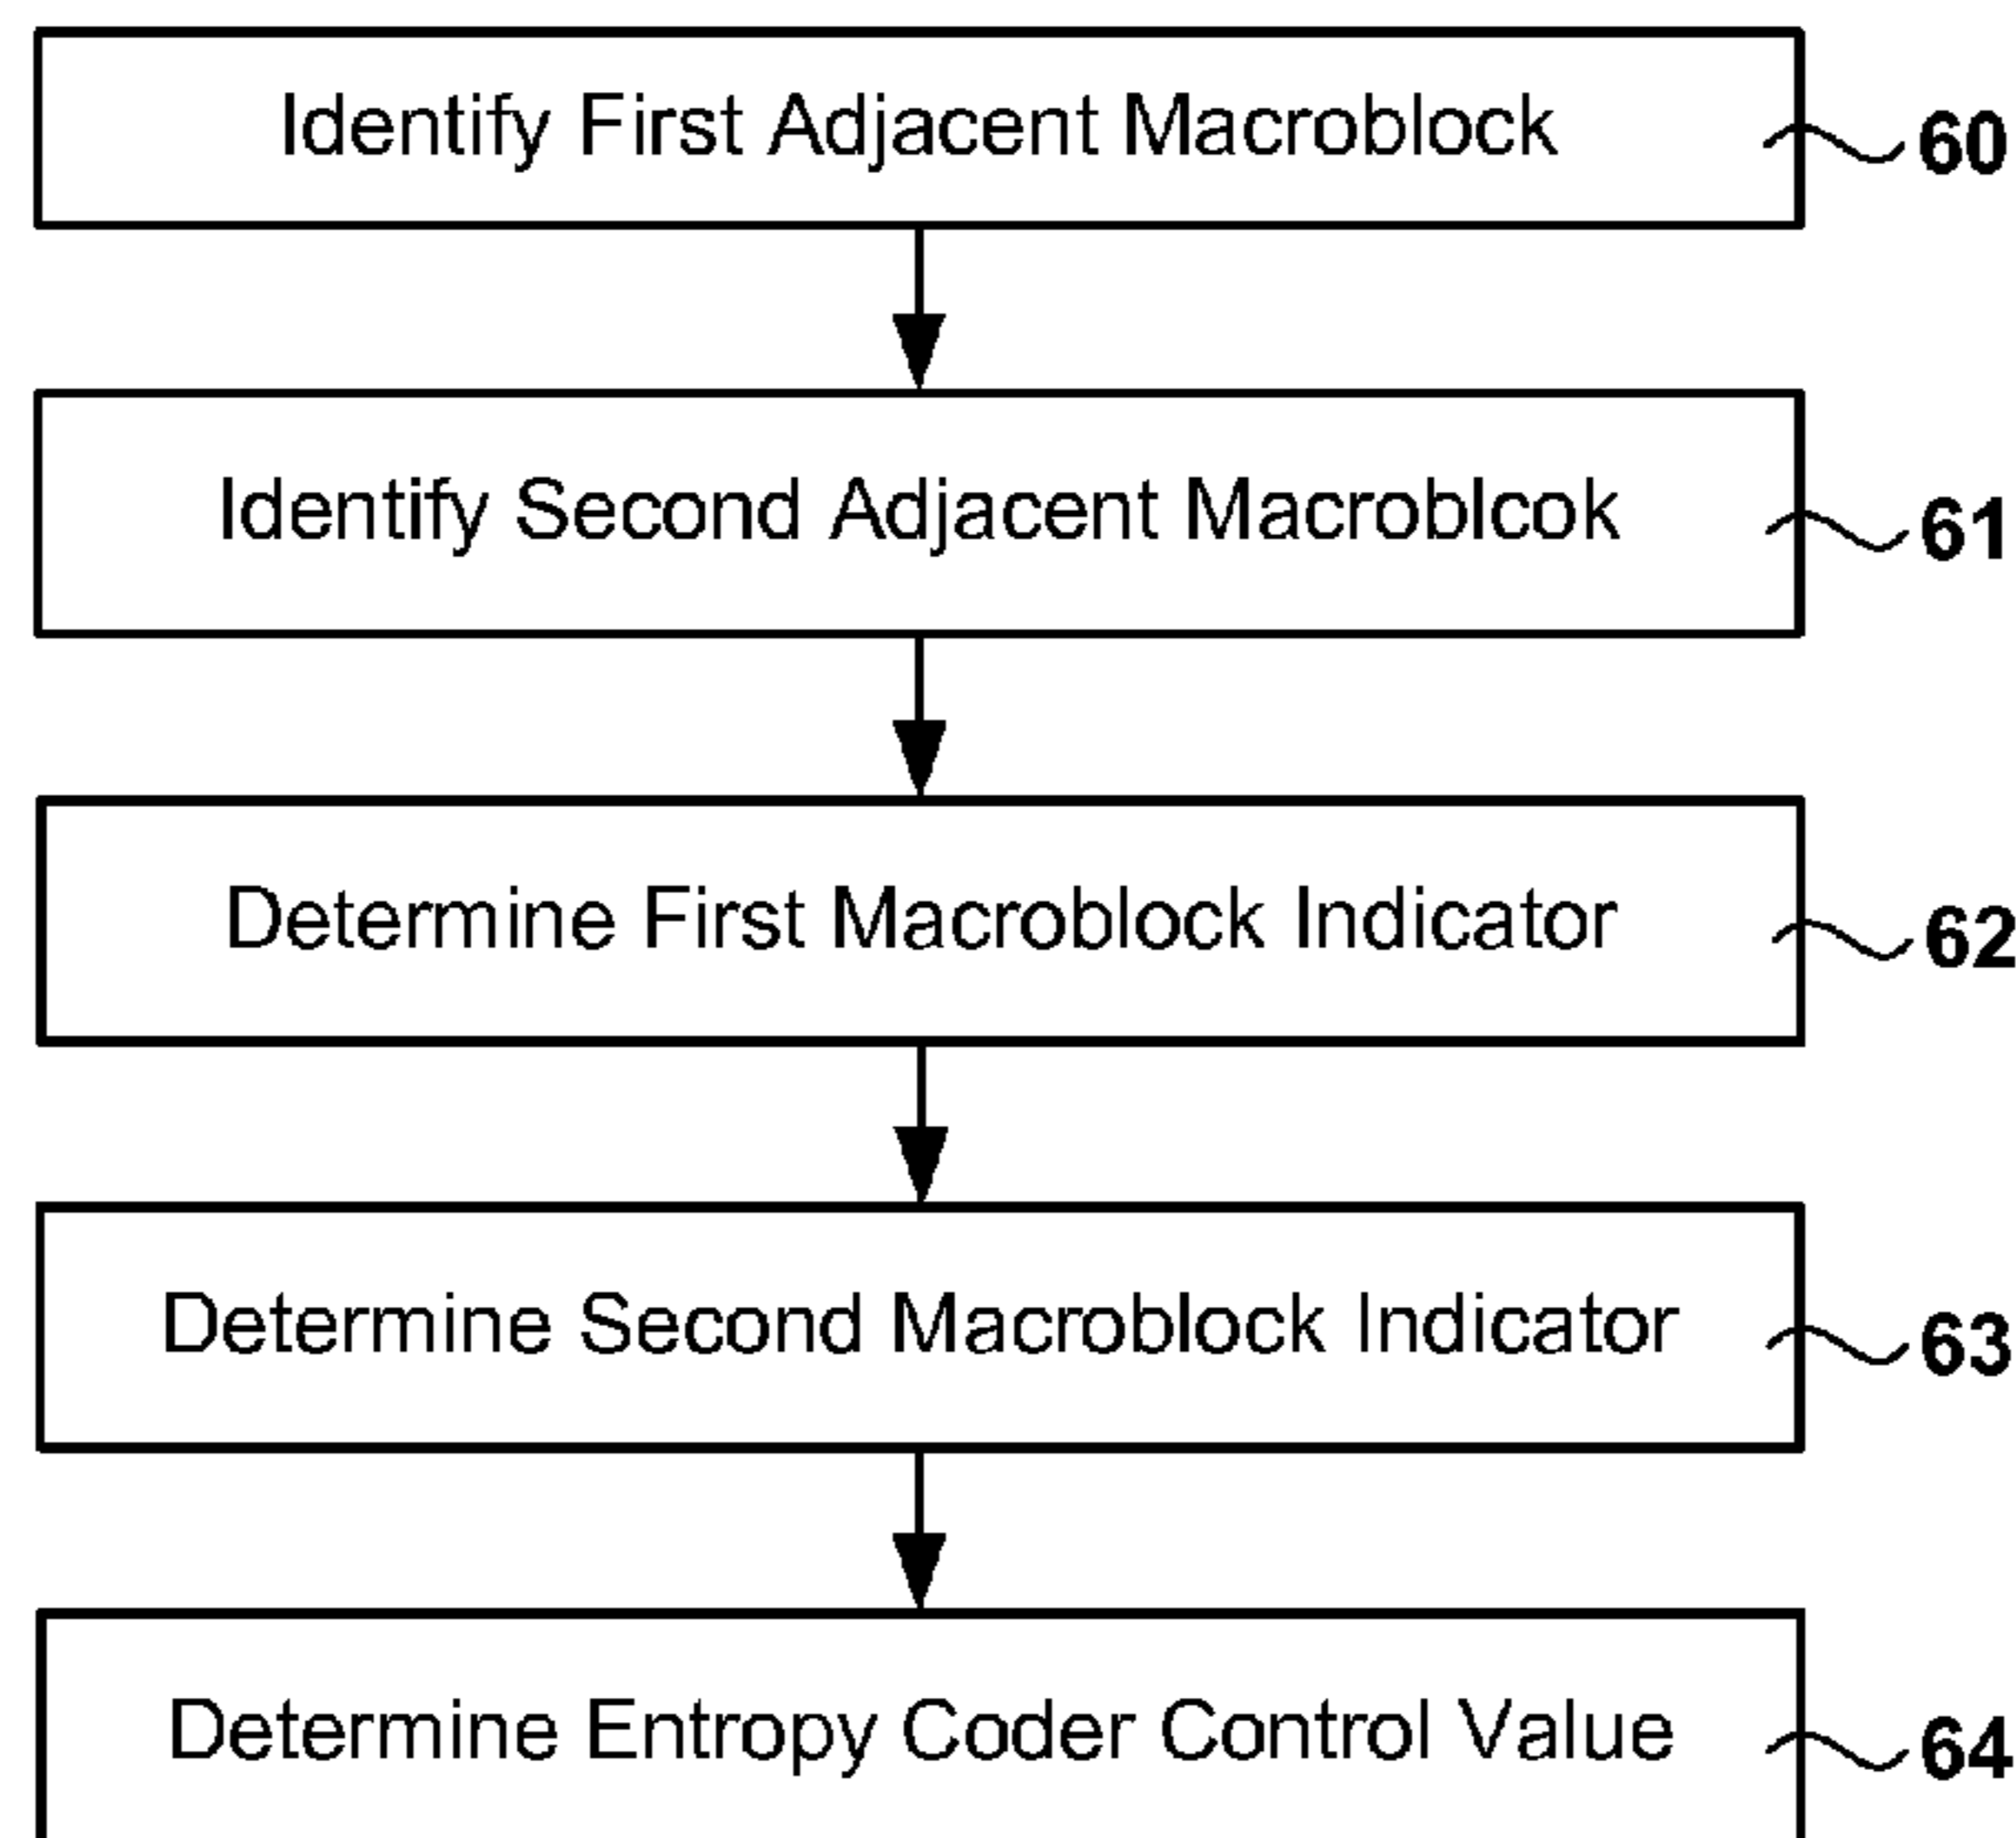 Identify First Adjacent Macroblock
60
Identify Second Adjacent Macroblcok
61
Determine First Macroblock Indicator
62
Determine Second Macroblock Indicator
63
Determine Entropy Coder Control Value
64